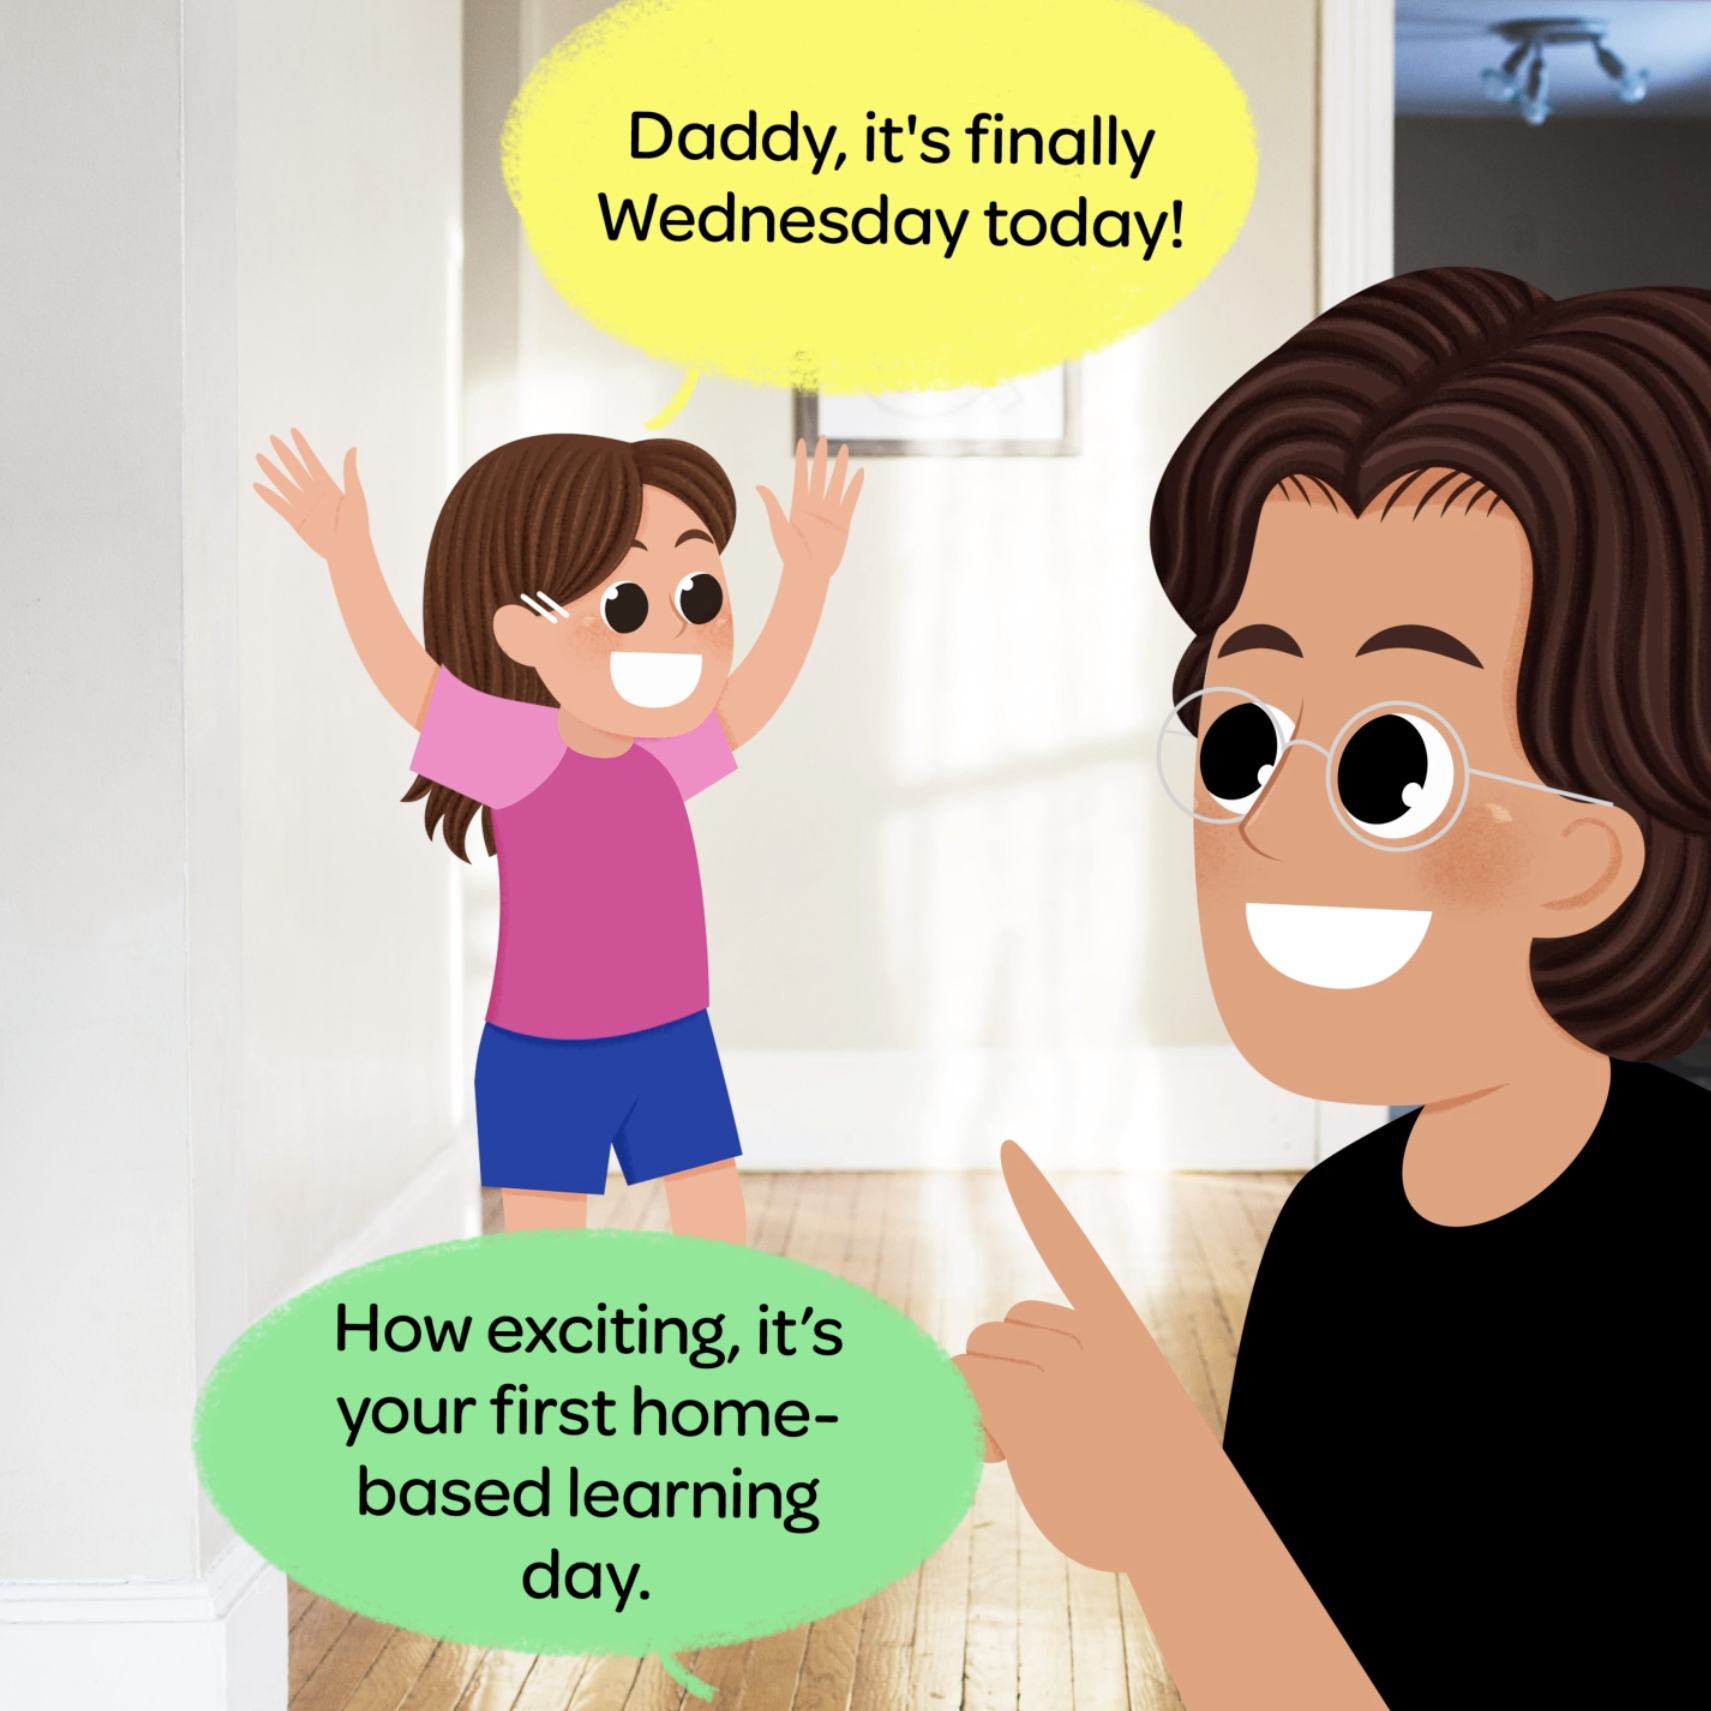 Daddy, it's finally
Wednesday today!
How exciting, it’s
your first home-
based learning
day.